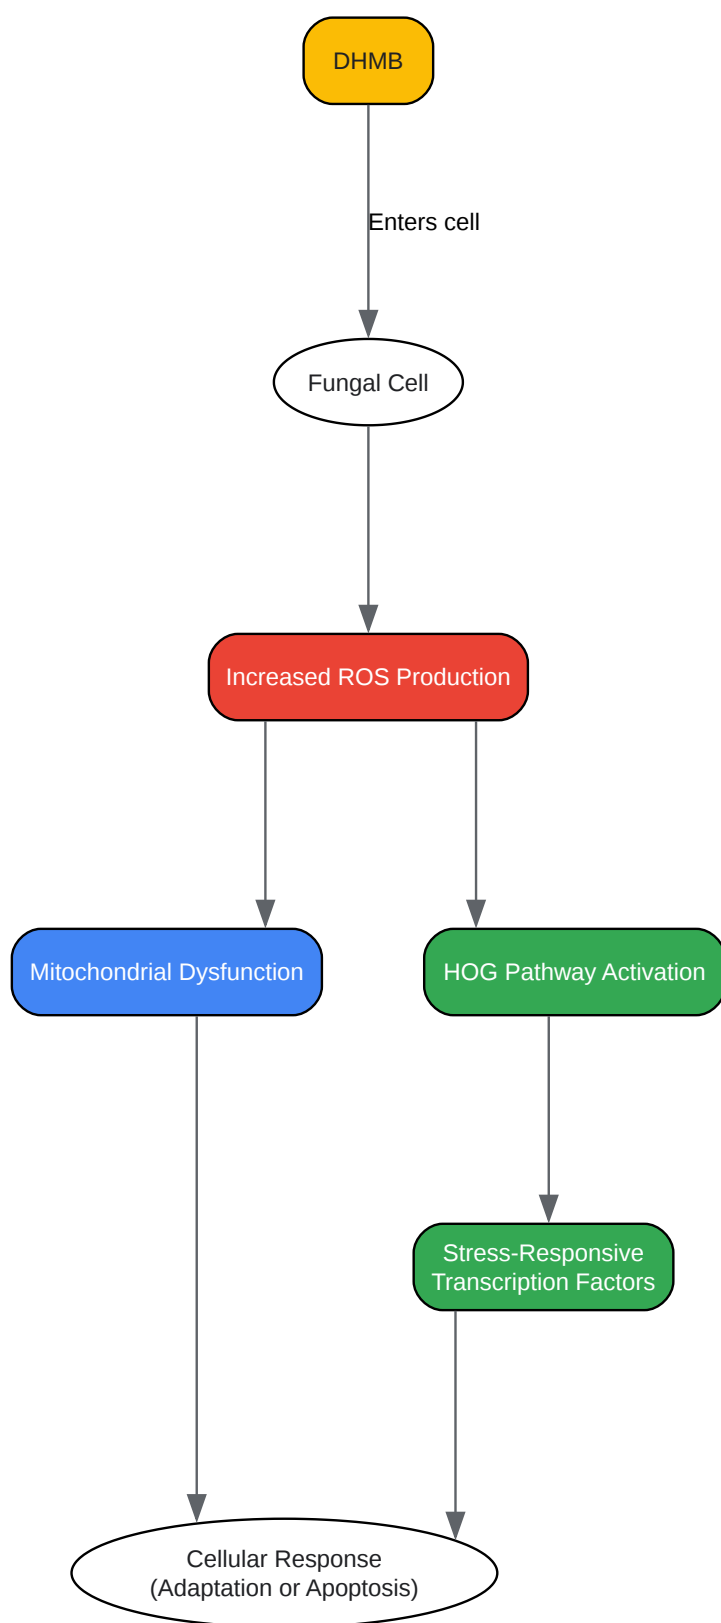 DHMB
Enters cell
Fungal Cell
Increased ROS Production
Mitochondrial Dysfunction
HOG Pathway Activation
Stress-Responsive
Transcription Factors
Cellular Response
(Adaptation or Apoptosis)